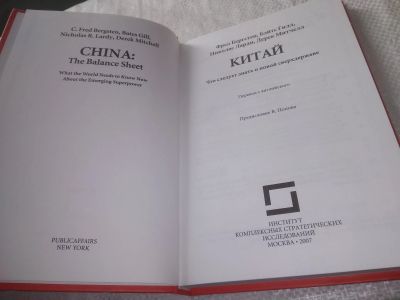 C. Fred Bergsten, Bates Gill,
Nicholas R. Lardy, Derek Mitchell
CHINA:
The Balance Sheet
What the World Needs to Know Now
About the Emerging Superpower
PUBLICAFFAIRS
NEW YORK
Фред Бергстен, Бейтс Гилл,
Николас Ларди, Дерек Митчелл
КИТАЙ
Что следует знать о новой сверхдержаве
Перевод с английского
Предисловие В. Попова
ИНСТИТУТ
КОМПЛЕКСНЫХ СТРАТЕГИЧЕСКИХ
ИССЛЕДОВАНИЙ
МОСКВА • 2007